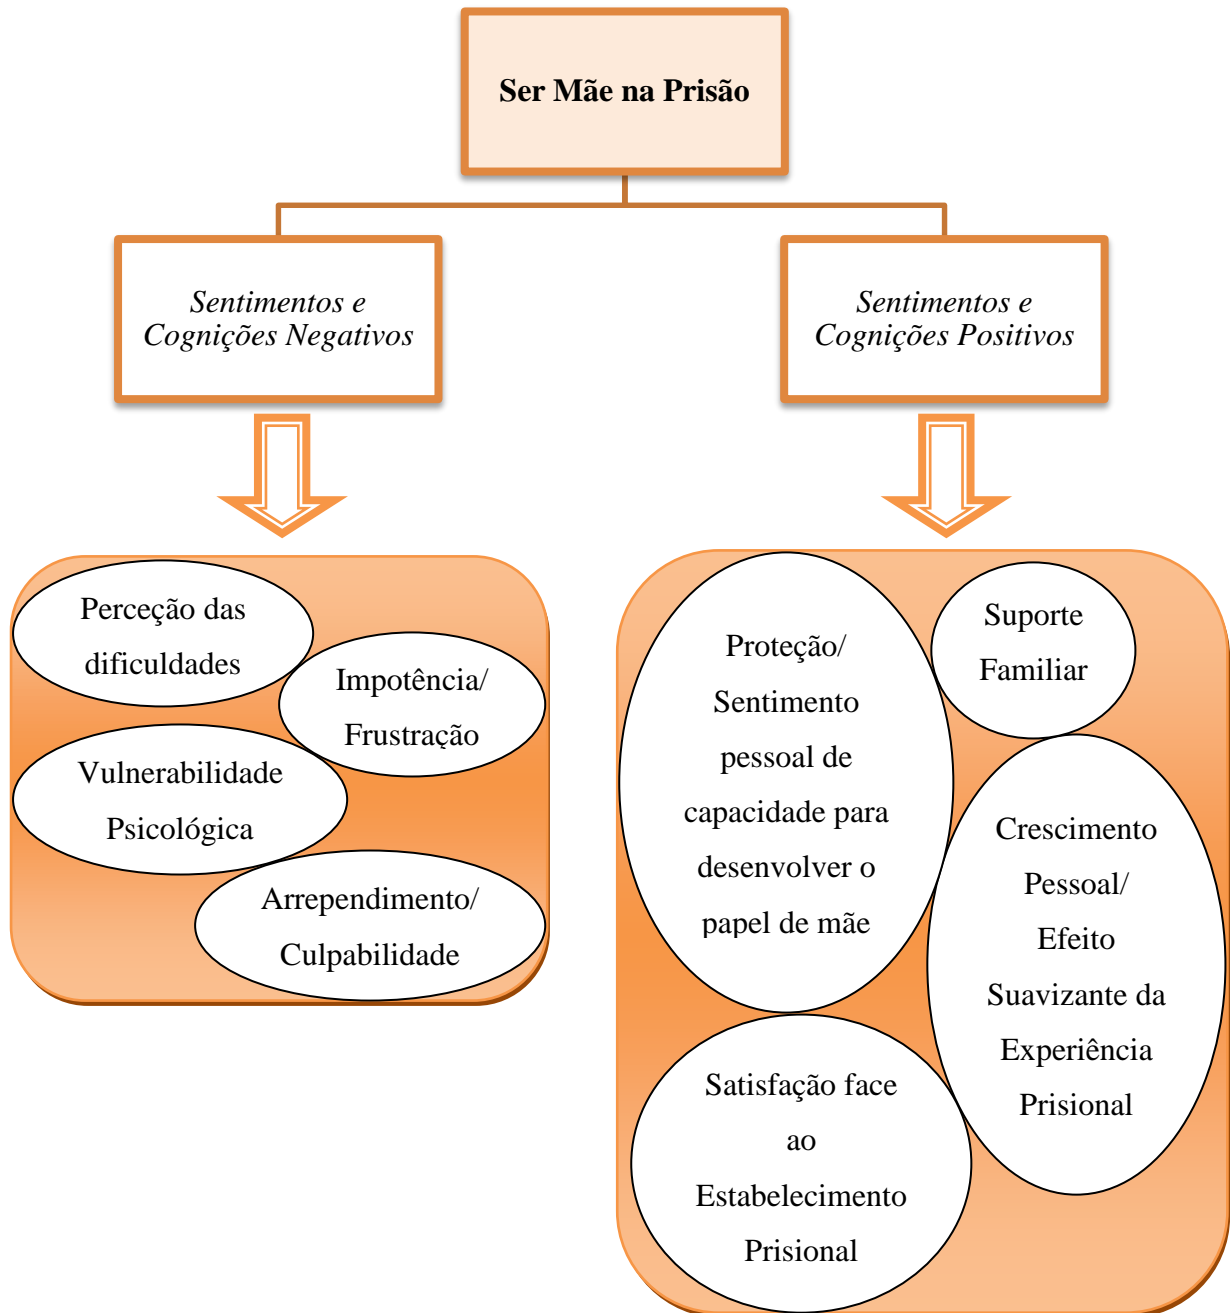 Ser Mãe na Prisão
Sentimentos e
Cognições Negativos
Sentimentos e
Cognições Positivos
Perceção das
dificuldades
Impotência/
Frustração
Vulnerabilidade
Psicológica
Arrependimento/
Culpabilidade
Proteção/
Sentimento
pessoal de
capacidade para
desenvolver o
papel de mãe
Suporte
Familiar
Crescimento
Pessoal/
Efeito
Suavizante da
Experiência
Prisional
Satisfação face
ao
Estabelecimento
Prisional